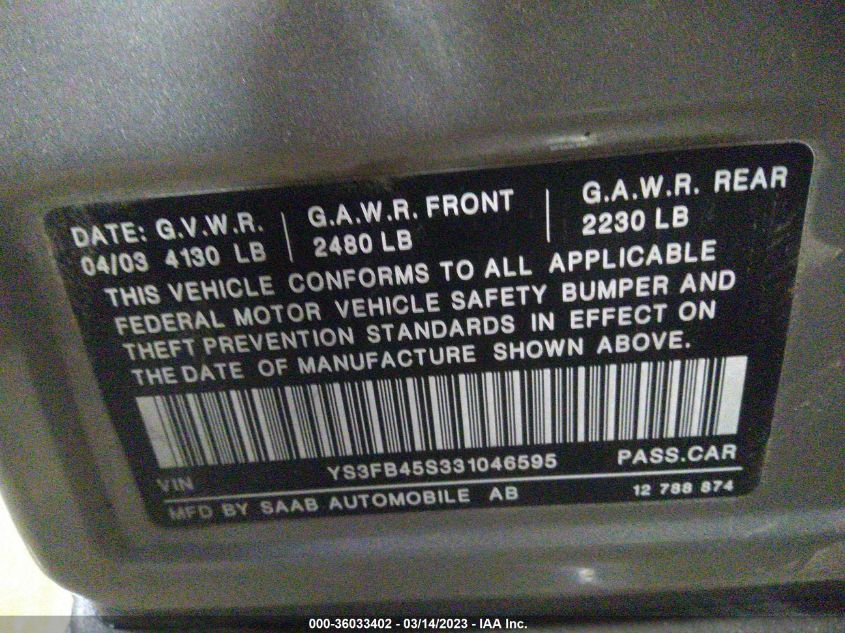 DATE: G.V.W.R. G.A.W.R. FRONT G.A.W.R. REAR
04/03 4130 LB 2480 LB 2230 LB
THIS VEHICLE CONFORMS TO ALL APPLICABLE
FEDERAL MOTOR VEHICLE SAFETY BUMPER AND
THEFT PREVENTION STANDARDS IN EFFECT ON
THE DATE OF MANUFACTURE SHOWN ABOVE.
VIN YS3FB45S331046595 PASS.CAR
MFD BY SAAB AUTOMOBILE AB 12 788 874
000-36033402 - 03/14/2023 - IAA Inc.